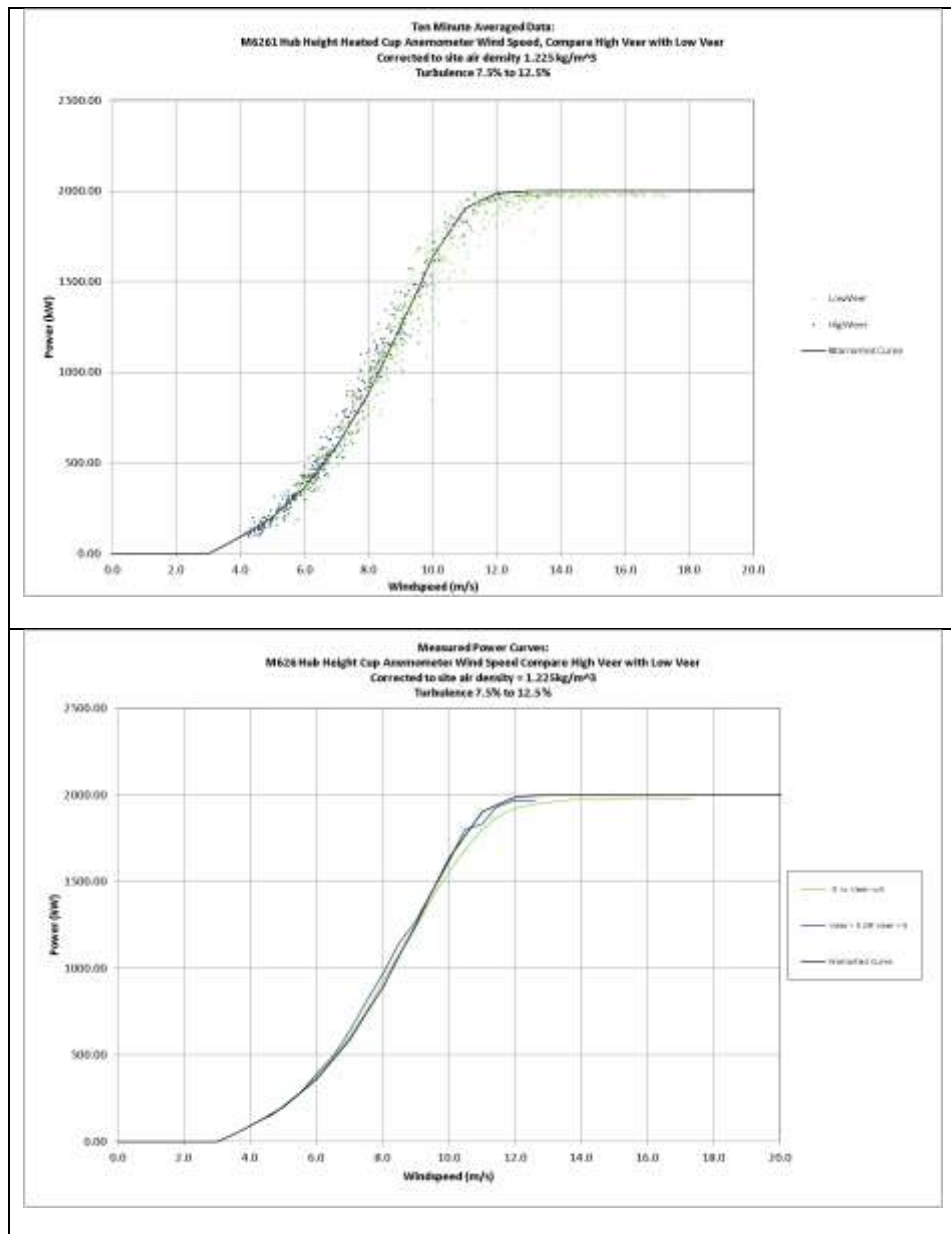 Ten Minute Averaged Data:
M6261 Hub Height Heated Cup Anemometer Wind Speed, Compare High Veer with Low Veer
Corrected to site air density 1.225kg/m^3
Turbulence 7.5% to 12.5%
2500.00
2000.00
1500.00
1000.00
500.00
0.00
Power (kW)
0.0 2.0 4.0 6.0 8.0 10.0 12.0 14.0 16.0 18.0 20.0
Windspeed (m/s)
LowVeer
HighVeer
Warranted Curve
Measured Power Curves:
M626 Hub Height Cup Anemometer Wind Speed Compare High Veer with Low Veer
Corrected to site air density = 1.225kg/m^3
Turbulence 7.5% to 12.5%
2500.00
2000.00
1500.00
1000.00
500.00
0.00
Power (kW)
0.0 2.0 4.0 6.0 8.0 10.0 12.0 14.0 16.0 18.0 20.0
Windspeed (m/s)
Warranted Curve